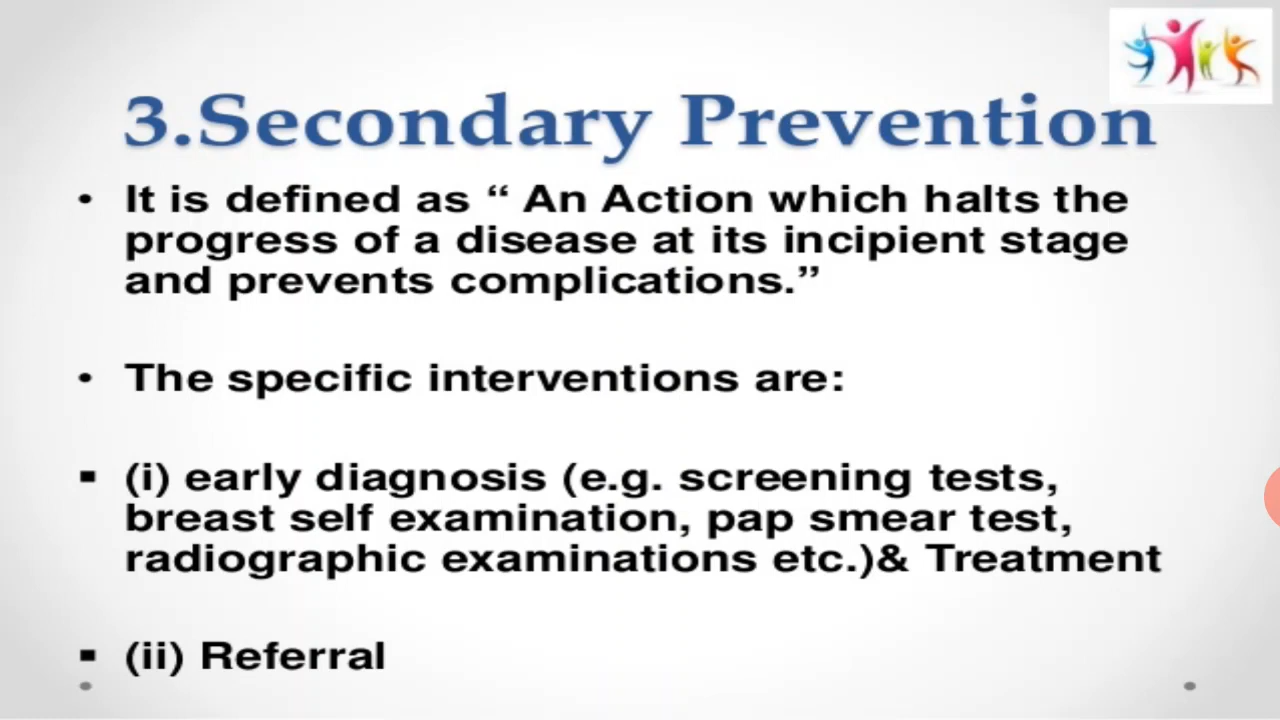 3.Secondary Prevention
• It is defined as “ An Action which halts the
progress of a disease at its incipient stage
and prevents complications.”
• The specific interventions are:
▪ (i) early diagnosis (e.g. screening tests,
breast self examination, pap smear test,
radiographic examinations etc.)& Treatment
▪ (ii) Referral